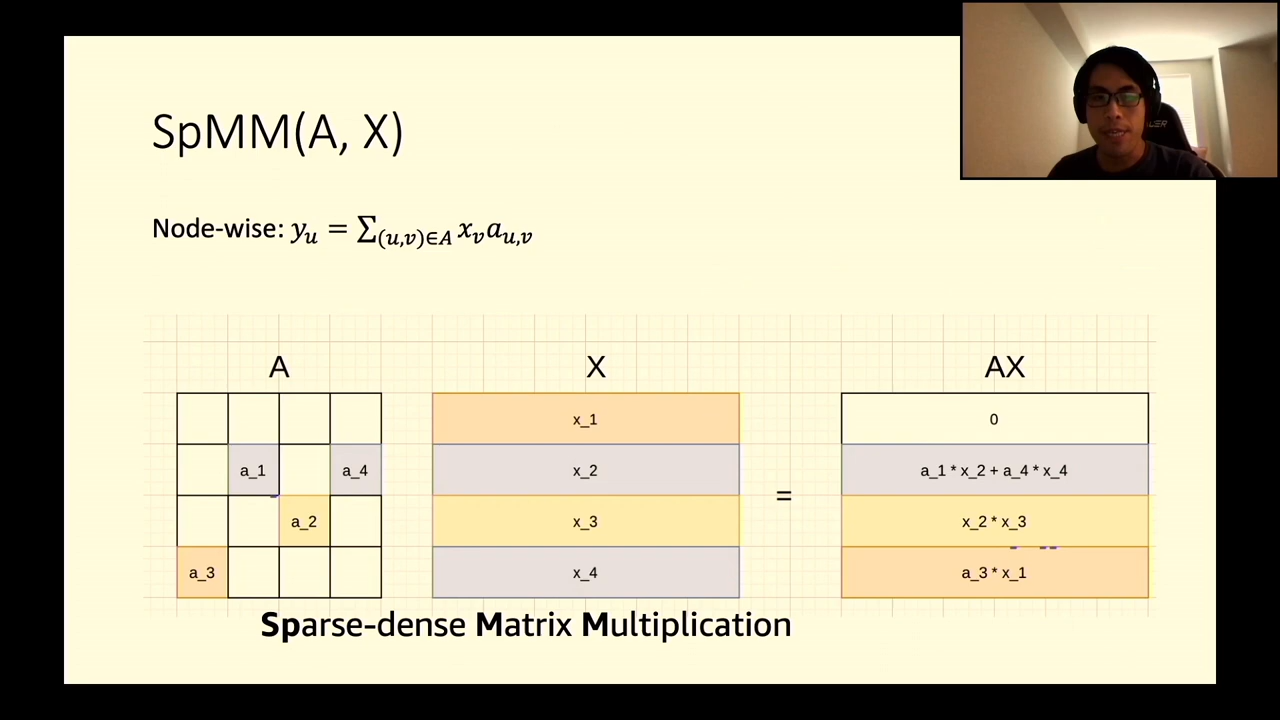 SpMM(A, X)
Node-wise: y_u = ∑_{(u,v)∈A} x_v a_{u,v}
A X AX
x_1 0
a_1 a_4 x_2 a_1 * x_2 + a_4 * x_4
=
a_2 x_3 x_2 * x_3
a_3 x_4 a_3 * x_1
Sparse-dense Matrix Multiplication